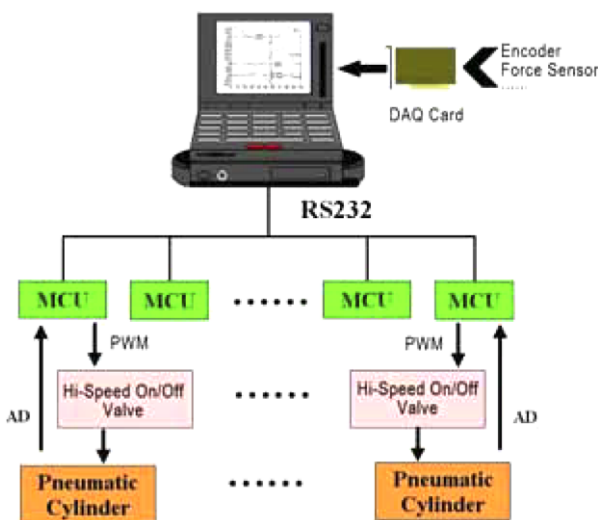 Encoder
Force Sensor
......
DAQ Card
RS232
MCU MCU ...... MCU MCU
PWM PWM
Hi-Speed On/Off
Valve
......
Hi-Speed On/Off
Valve
AD AD
Pneumatic
Cylinder
......
Pneumatic
Cylinder